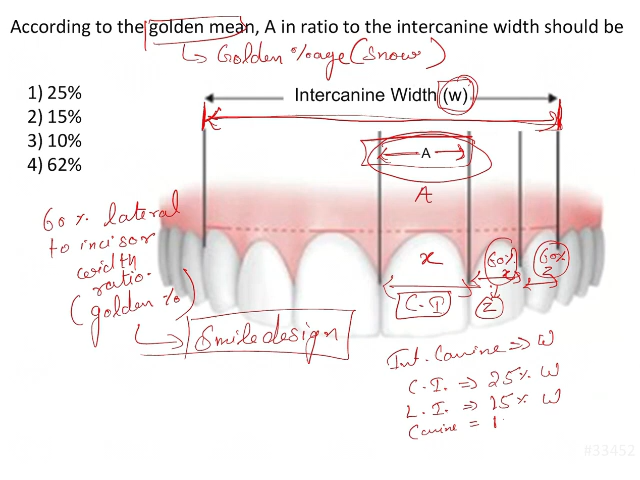 According to the golden mean, A in ratio to the intercanine width should be
↳ Golden %age (Snow)
1) 25%
2) 15%
3) 10%
4) 62%
Intercanine Width (w)
A
A
60% lateral
to incisor
width
ratio.
(golden %)
↳ Smile design
x
60%
x
60%
z
C.I
z
Int. Canine ⇒ W
C.I. ⇒ 25% W
L.I. ⇒ 15% W
Canine = 1
#33452